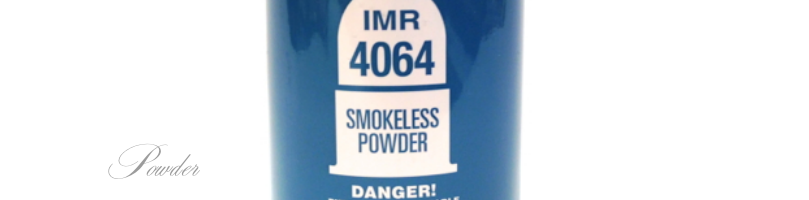 IMR
4064
SMOKELESS
POWDER
Powder
DANGER!